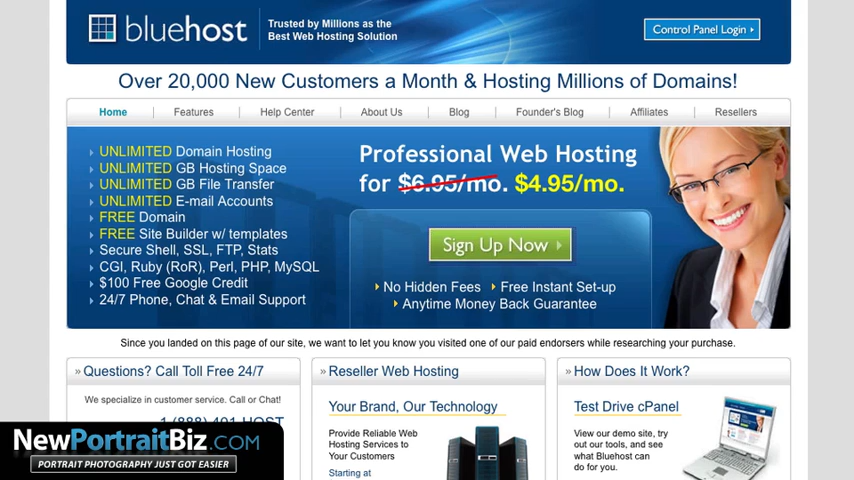 bluehost
Trusted by Millions as the
Best Web Hosting Solution
Control Panel Login
Over 20,000 New Customers a Month & Hosting Millions of Domains!
Home
Features
Help Center
About Us
Blog
Founder's Blog
Affiliates
Resellers
UNLIMITED Domain Hosting
UNLIMITED GB Hosting Space
UNLIMITED GB File Transfer
UNLIMITED E-mail Accounts
FREE Domain
FREE Site Builder w/ templates
Secure Shell, SSL, FTP, Stats
CGI, Ruby (RoR), Perl, PHP, MySQL
$100 Free Google Credit
24/7 Phone, Chat & Email Support
Professional Web Hosting
for $6.95/mo. $4.95/mo.
Sign Up Now
No Hidden Fees
Free Instant Set-up
Anytime Money Back Guarantee
Since you landed on this page of our site, we want to let you know you visited one of our paid endorsers while researching your purchase.
» Questions? Call Toll Free 24/7
We specialize in customer service. Call or Chat!
1 (888) 401-HOST
» Reseller Web Hosting
Your Brand, Our Technology
Provide Reliable Web
Hosting Services to
Your Customers
Starting at
» How Does It Work?
Test Drive cPanel
View our demo site, try
out our tools, and see
what Bluehost can
do for you.
NewPortraitBiz.COM
PORTRAIT PHOTOGRAPHY JUST GOT EASIER